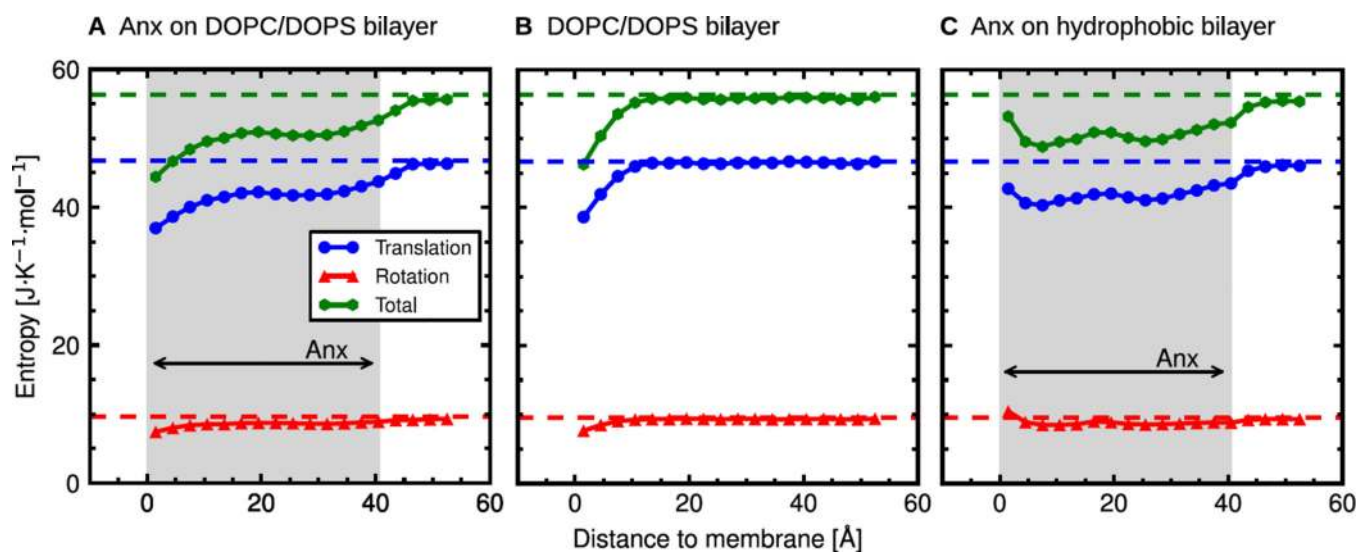 A Anx on DOPC/DOPS bilayer
B DOPC/DOPS bilayer
C Anx on hydrophobic bilayer
Entropy [J·K⁻¹·mol⁻¹]
60
40
20
0
Translation
Rotation
Total
Anx
Anx
0 20 40 60
0 20 40 60
0 20 40 60
Distance to membrane [Å]